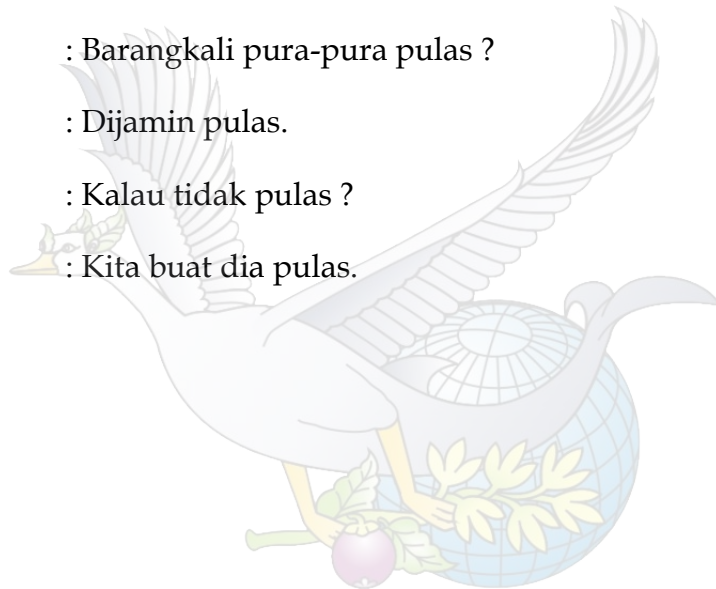 : Barangkali pura-pura pulas ?
: Dijamin pulas.
: Kalau tidak pulas ?
: Kita buat dia pulas.